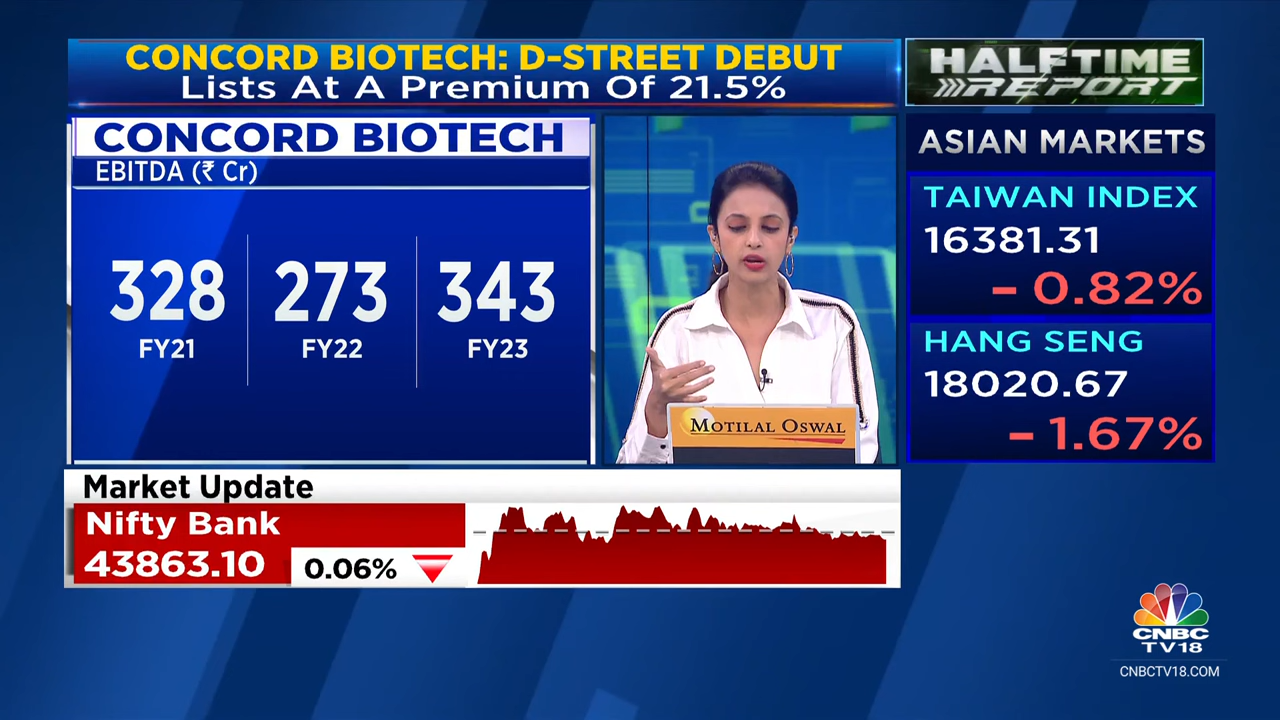 CONCORD BIOTECH: D-STREET DEBUT
Lists At A Premium Of 21.5%
HALFTIME
REPORT
CONCORD BIOTECH
EBITDA (₹ Cr)
328
FY21
273
FY22
343
FY23
MOTILAL OSWAL
ASIAN MARKETS
TAIWAN INDEX
16381.31
– 0.82%
HANG SENG
18020.67
– 1.67%
Market Update
Nifty Bank
43863.10
0.06%
CNBC
TV18
CNBCTV18.COM